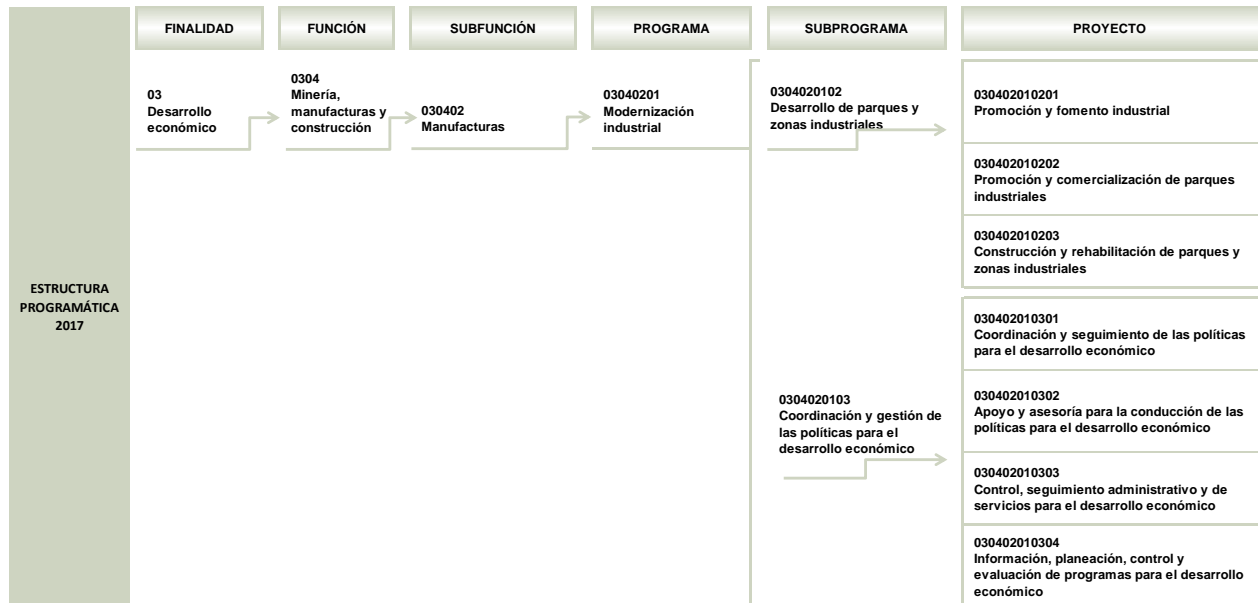 FINALIDAD
FUNCIÓN
SUBFUNCIÓN
PROGRAMA
SUBPROGRAMA
PROYECTO
ESTRUCTURA
PROGRAMÁTICA
2017
03
Desarrollo
económico
0304
Minería,
manufacturas y
construcción
030402
Manufacturas
03040201
Modernización
industrial
0304020102
Desarrollo de parques y
zonas industriales
030402010201
Promoción y fomento industrial
030402010202
Promoción y comercialización de parques
industriales
030402010203
Construcción y rehabilitación de parques y
zonas industriales
0304020103
Coordinación y gestión de
las políticas para el
desarrollo económico
030402010301
Coordinación y seguimiento de las políticas
para el desarrollo económico
030402010302
Apoyo y asesoría para la conducción de las
políticas para el desarrollo económico
030402010303
Control, seguimiento administrativo y de
servicios para el desarrollo económico
030402010304
Información, planeación, control y
evaluación de programas para el desarrollo
económico